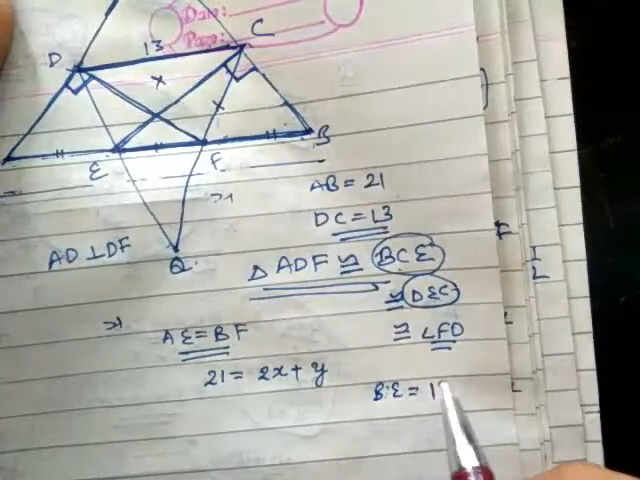 Date:
Page:
C
D
13
x
x
E
F
B
Q
AB = 21
DC = 13
AD ⊥ DF
Δ ADF ≅ BCE
≅ DEC
≅ CFD
AE = BF
21 = 2x + y
BE = 1